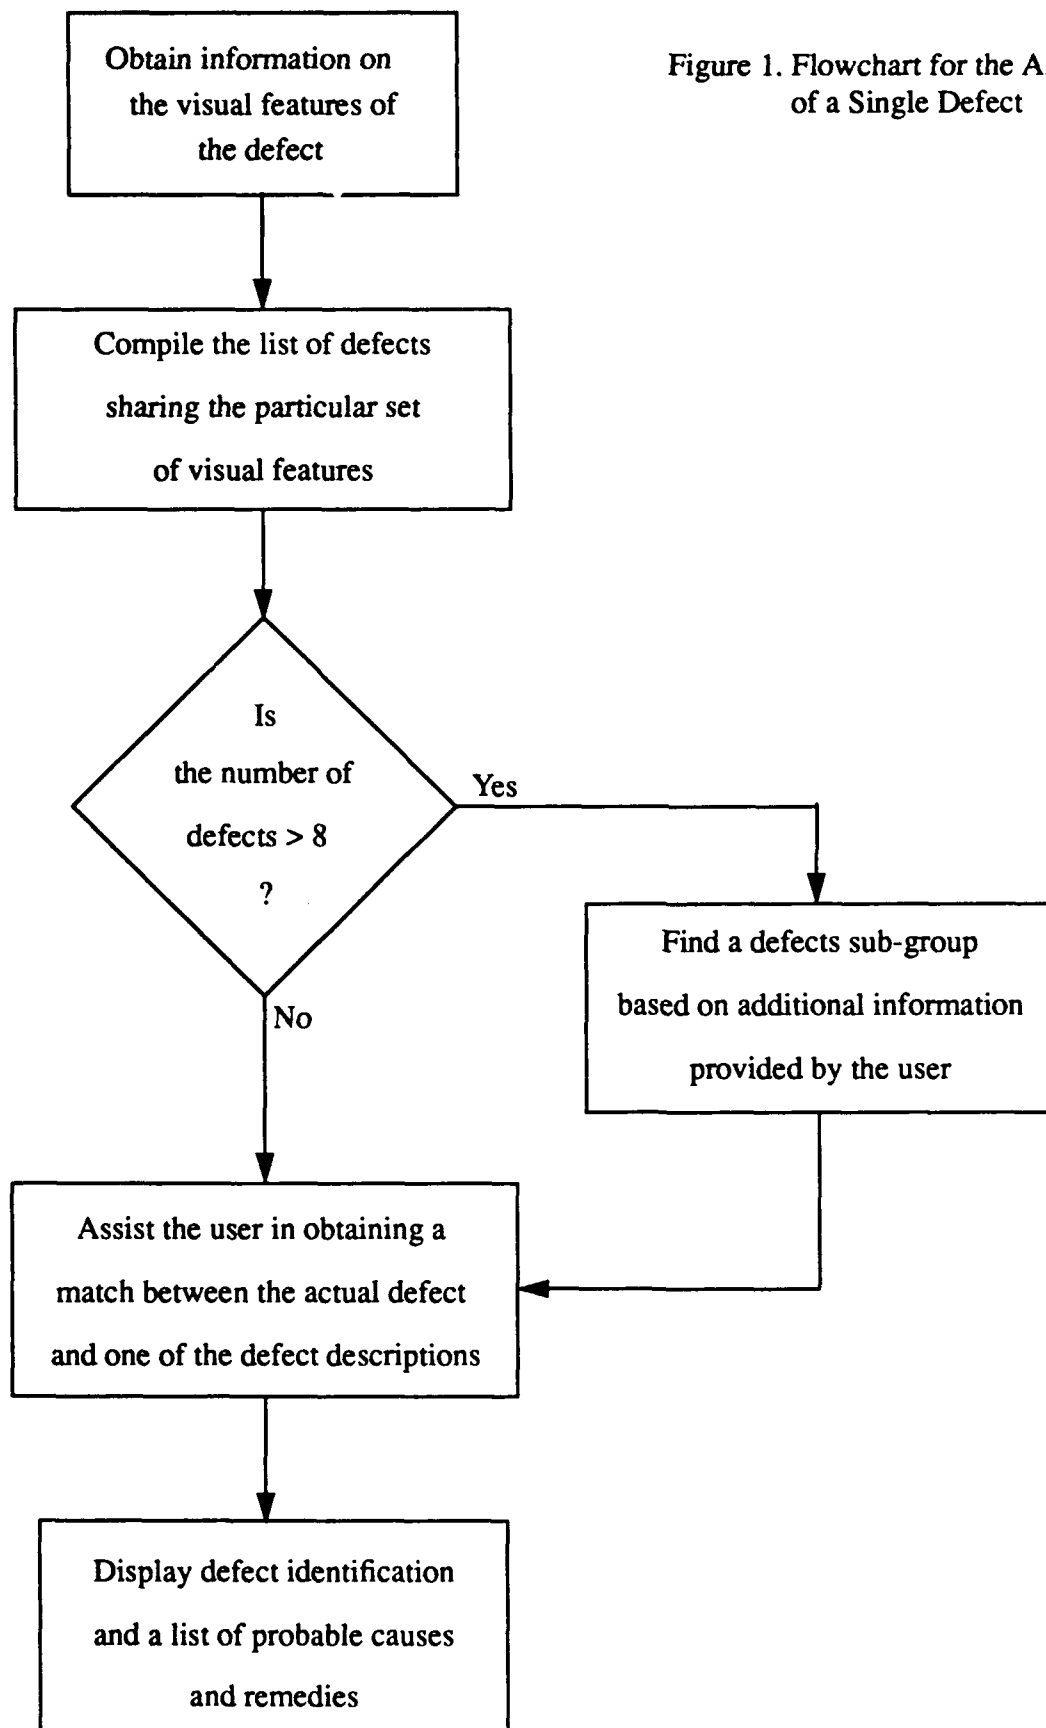 Obtain information on
the visual features of
the defect
Figure 1. Flowchart for the A
of a Single Defect
Compile the list of defects
sharing the particular set
of visual features
Is
the number of
defects > 8
?
Yes
No
Find a defects sub-group
based on additional information
provided by the user
Assist the user in obtaining a
match between the actual defect
and one of the defect descriptions
Display defect identification
and a list of probable causes
and remedies